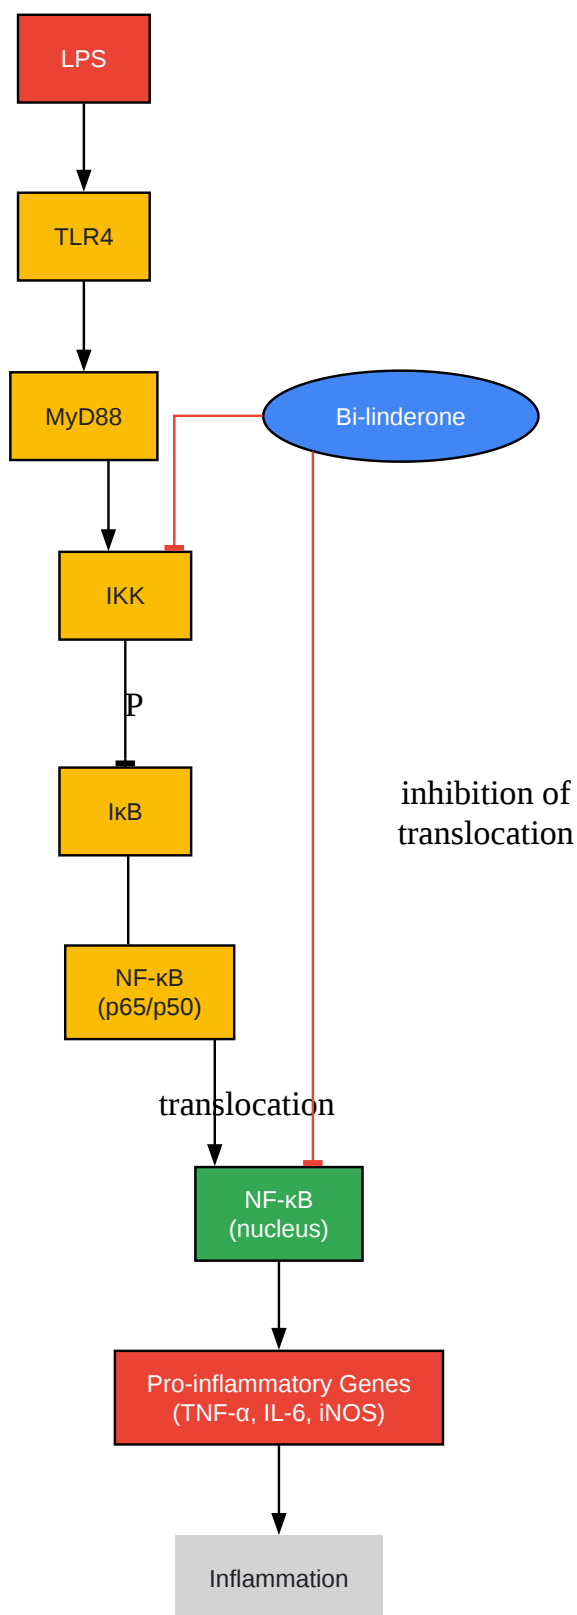 LPS
TLR4
MyD88
Bi-linderone
IKK
P
inhibition of
translocation
IκB
NF-κB
(p65/p50)
translocation
NF-κB
(nucleus)
Pro-inflammatory Genes
(TNF-α, IL-6, iNOS)
Inflammation